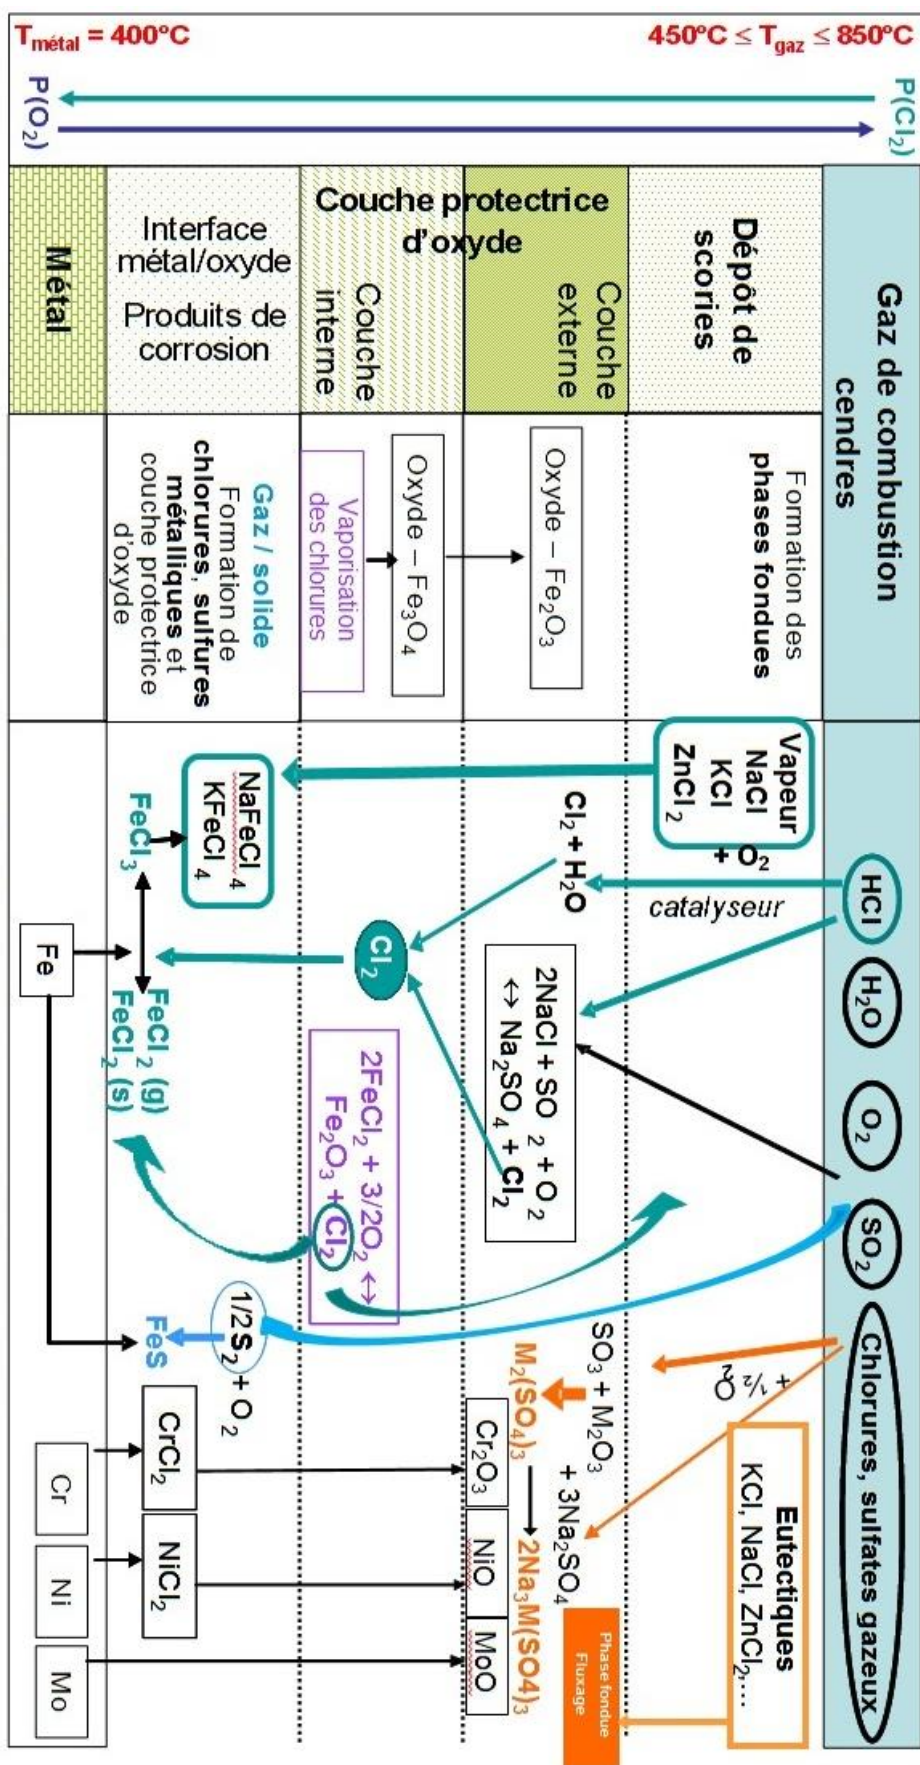 T métal = 400°C
450°C ≤ T gaz ≤ 850°C
P(O2)
P(Cl2)
Gaz de combustion
cendres
Dépôt de
scories
Couche protectrice
d'oxyde
Couche
externe
Couche
interne
Interface
métal/oxyde
Produits de
corrosion
Métal
Formation des
phases fondues
Oxyde – Fe2O3
Oxyde – Fe3O4
Vaporisation
des chlorures
Gaz / solide
Formation de
chlorures, sulfures
métalliques et
couche protectrice
d'oxyde
HCl
H2O
O2
SO2
Chlorures, sulfates gazeux
Vapeur
NaCl
KCl
ZnCl2
+ O2
catalyseur
Cl2 + H2O
2NaCl + SO2 + O2
↔ Na2SO4 + Cl2
Cl2
2FeCl2 + 3/2O2 ↔
Fe2O3 + Cl2
NaFeCl4
KFeCl4
FeCl3
FeCl2 (g)
FeCl2 (s)
Fe
+ ½ O2
Eutectiques
KCl, NaCl, ZnCl2,...
SO3 + M2O3
M2(SO4)3
+ 3Na2SO4
2Na3M(SO4)3
Phase fondue
Fluxage
Cr2O3
NiO
MoO
1/2S2 + O2
FeS
CrCl2
NiCl2
Cr
Ni
Mo